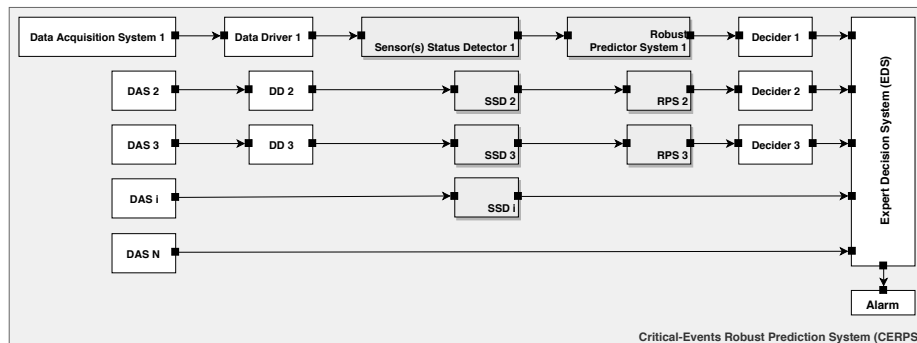 Data Acquisition System 1
Data Driver 1
Sensor(s) Status Detector 1
Robust
Predictor System 1
Decider 1
DAS 2
DD 2
SSD 2
RPS 2
Decider 2
DAS 3
DD 3
SSD 3
RPS 3
Decider 3
DAS i
SSD i
DAS N
Expert Decision System (EDS)
Alarm
Critical-Events Robust Prediction System (CERPS